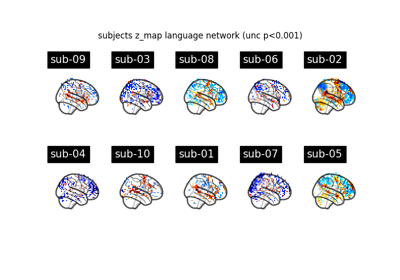 subjects z_map language network (unc p<0.001)
sub-09 sub-03 sub-08 sub-06 sub-02
sub-04 sub-10 sub-01 sub-07 sub-05